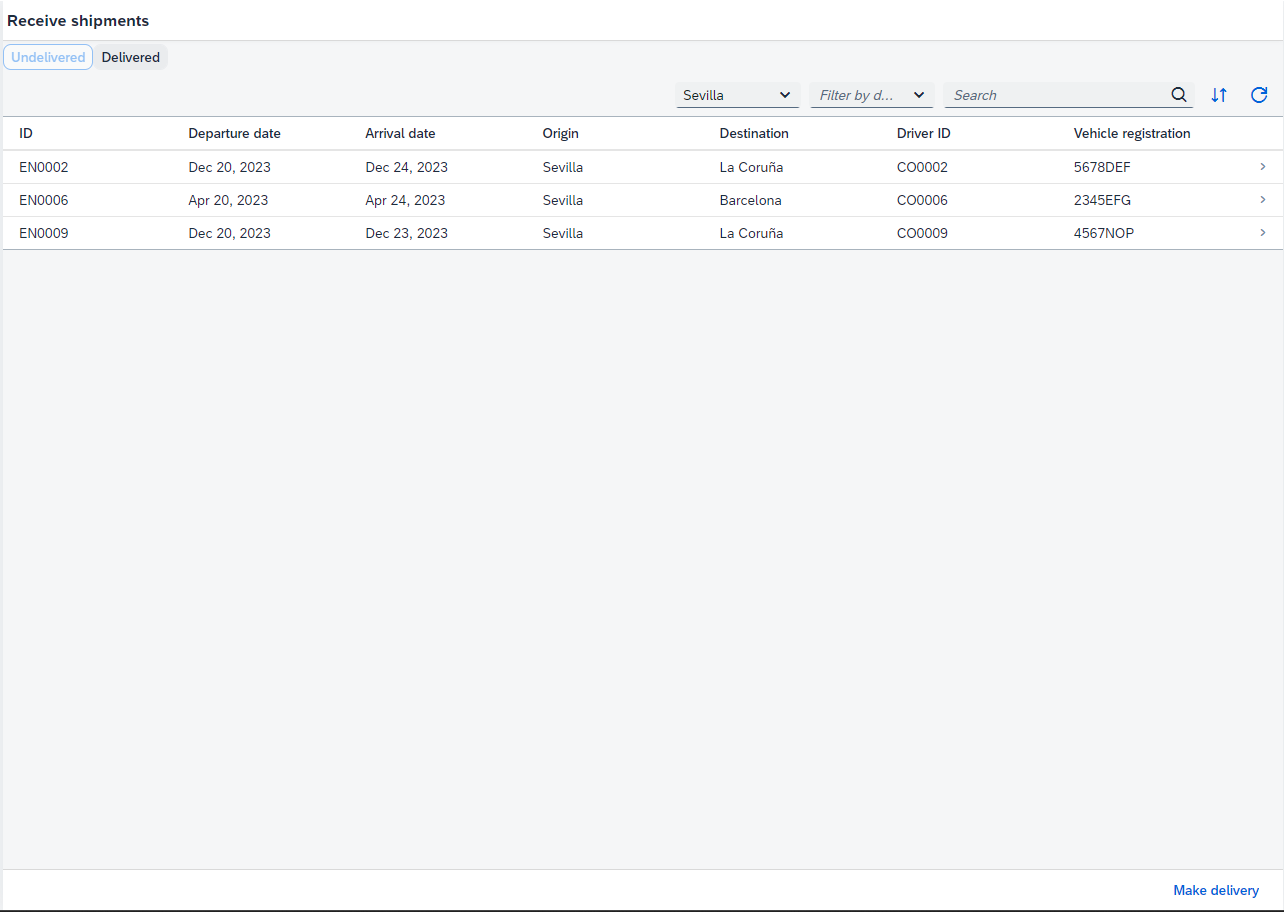 Receive shipments
Undelivered Delivered
Sevilla Filter by d... Search
ID Departure date Arrival date Origin Destination Driver ID Vehicle registration
EN0002 Dec 20, 2023 Dec 24, 2023 Sevilla La Coruña CO0002 5678DEF
EN0006 Apr 20, 2023 Apr 24, 2023 Sevilla Barcelona CO0006 2345EFG
EN0009 Dec 20, 2023 Dec 23, 2023 Sevilla La Coruña CO0009 4567NOP
Make delivery